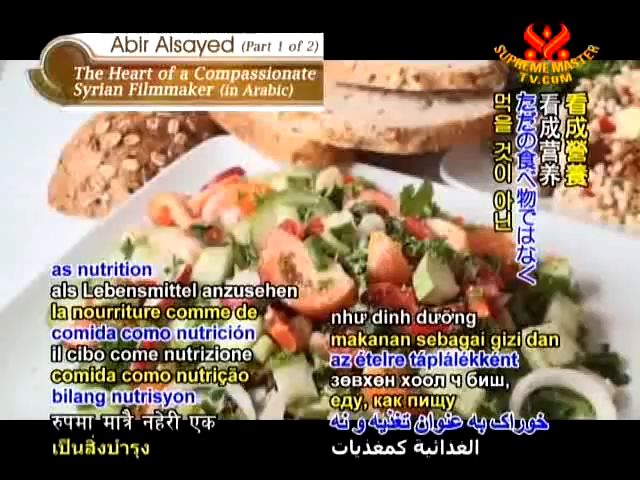 Abir Alsayed (Part 1 of 2)
The Heart of a Compassionate
Syrian Filmmaker (in Arabic)
SUPREME MASTER
TV.COM
看成營養
看成营养
ただの食べ物ではなく
먹을 것이 아닌
as nutrition
als Lebensmittel anzusehen
la nourriture comme de
comida como nutrición
il cibo come nutrizione
comida como nutrição
bilang nutrisyon
रुपमा मात्रै नहेरी एक
เป็นสิ่งบำรุง
như dinh dưỡng
makanan sebagai gizi dan
az ételre táplálékként
зөвхөн хоол ч биш,
еду, как пищу
خوراک به عنوان تغذیه و نه
الغذائية كمغذيات